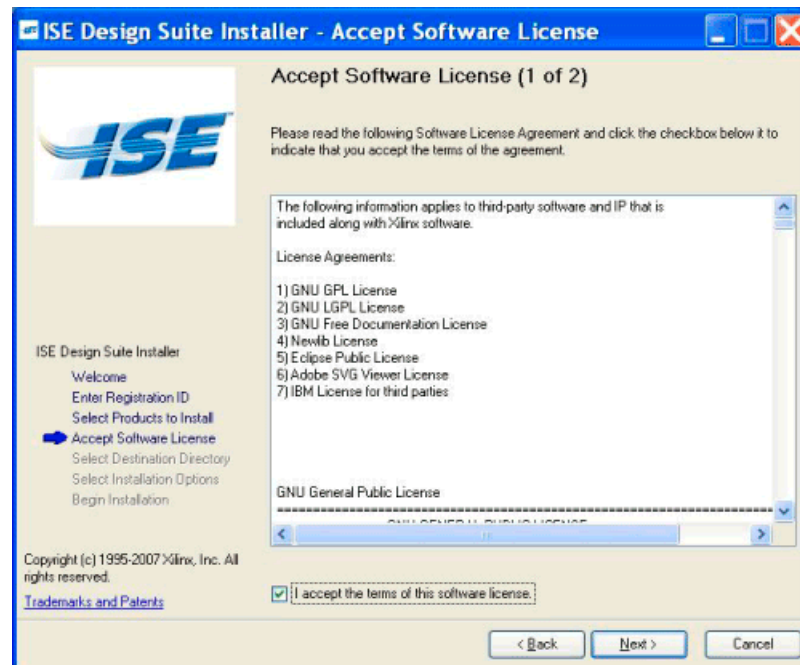 ISE Design Suite Installer - Accept Software License
ISE
Accept Software License (1 of 2)
Please read the following Software License Agreement and click the checkbox below it to
indicate that you accept the terms of the agreement.
The following information applies to third-party software and IP that is
included along with Xilinx software.
License Agreements:
1) GNU GPL License
2) GNU LGPL License
3) GNU Free Documentation License
4) Newlib License
5) Eclipse Public License
6) Adobe SVG Viewer License
7) IBM License for third parties
GNU General Public License
ISE Design Suite Installer
Welcome
Enter Registration ID
Select Products to Install
Accept Software License
Select Destination Directory
Select Installation Options
Begin Installation
Copyright (c) 1995-2007 Xilinx, Inc. All
rights reserved.
Trademarks and Patents
I accept the terms of this software license.
< Back
Next >
Cancel